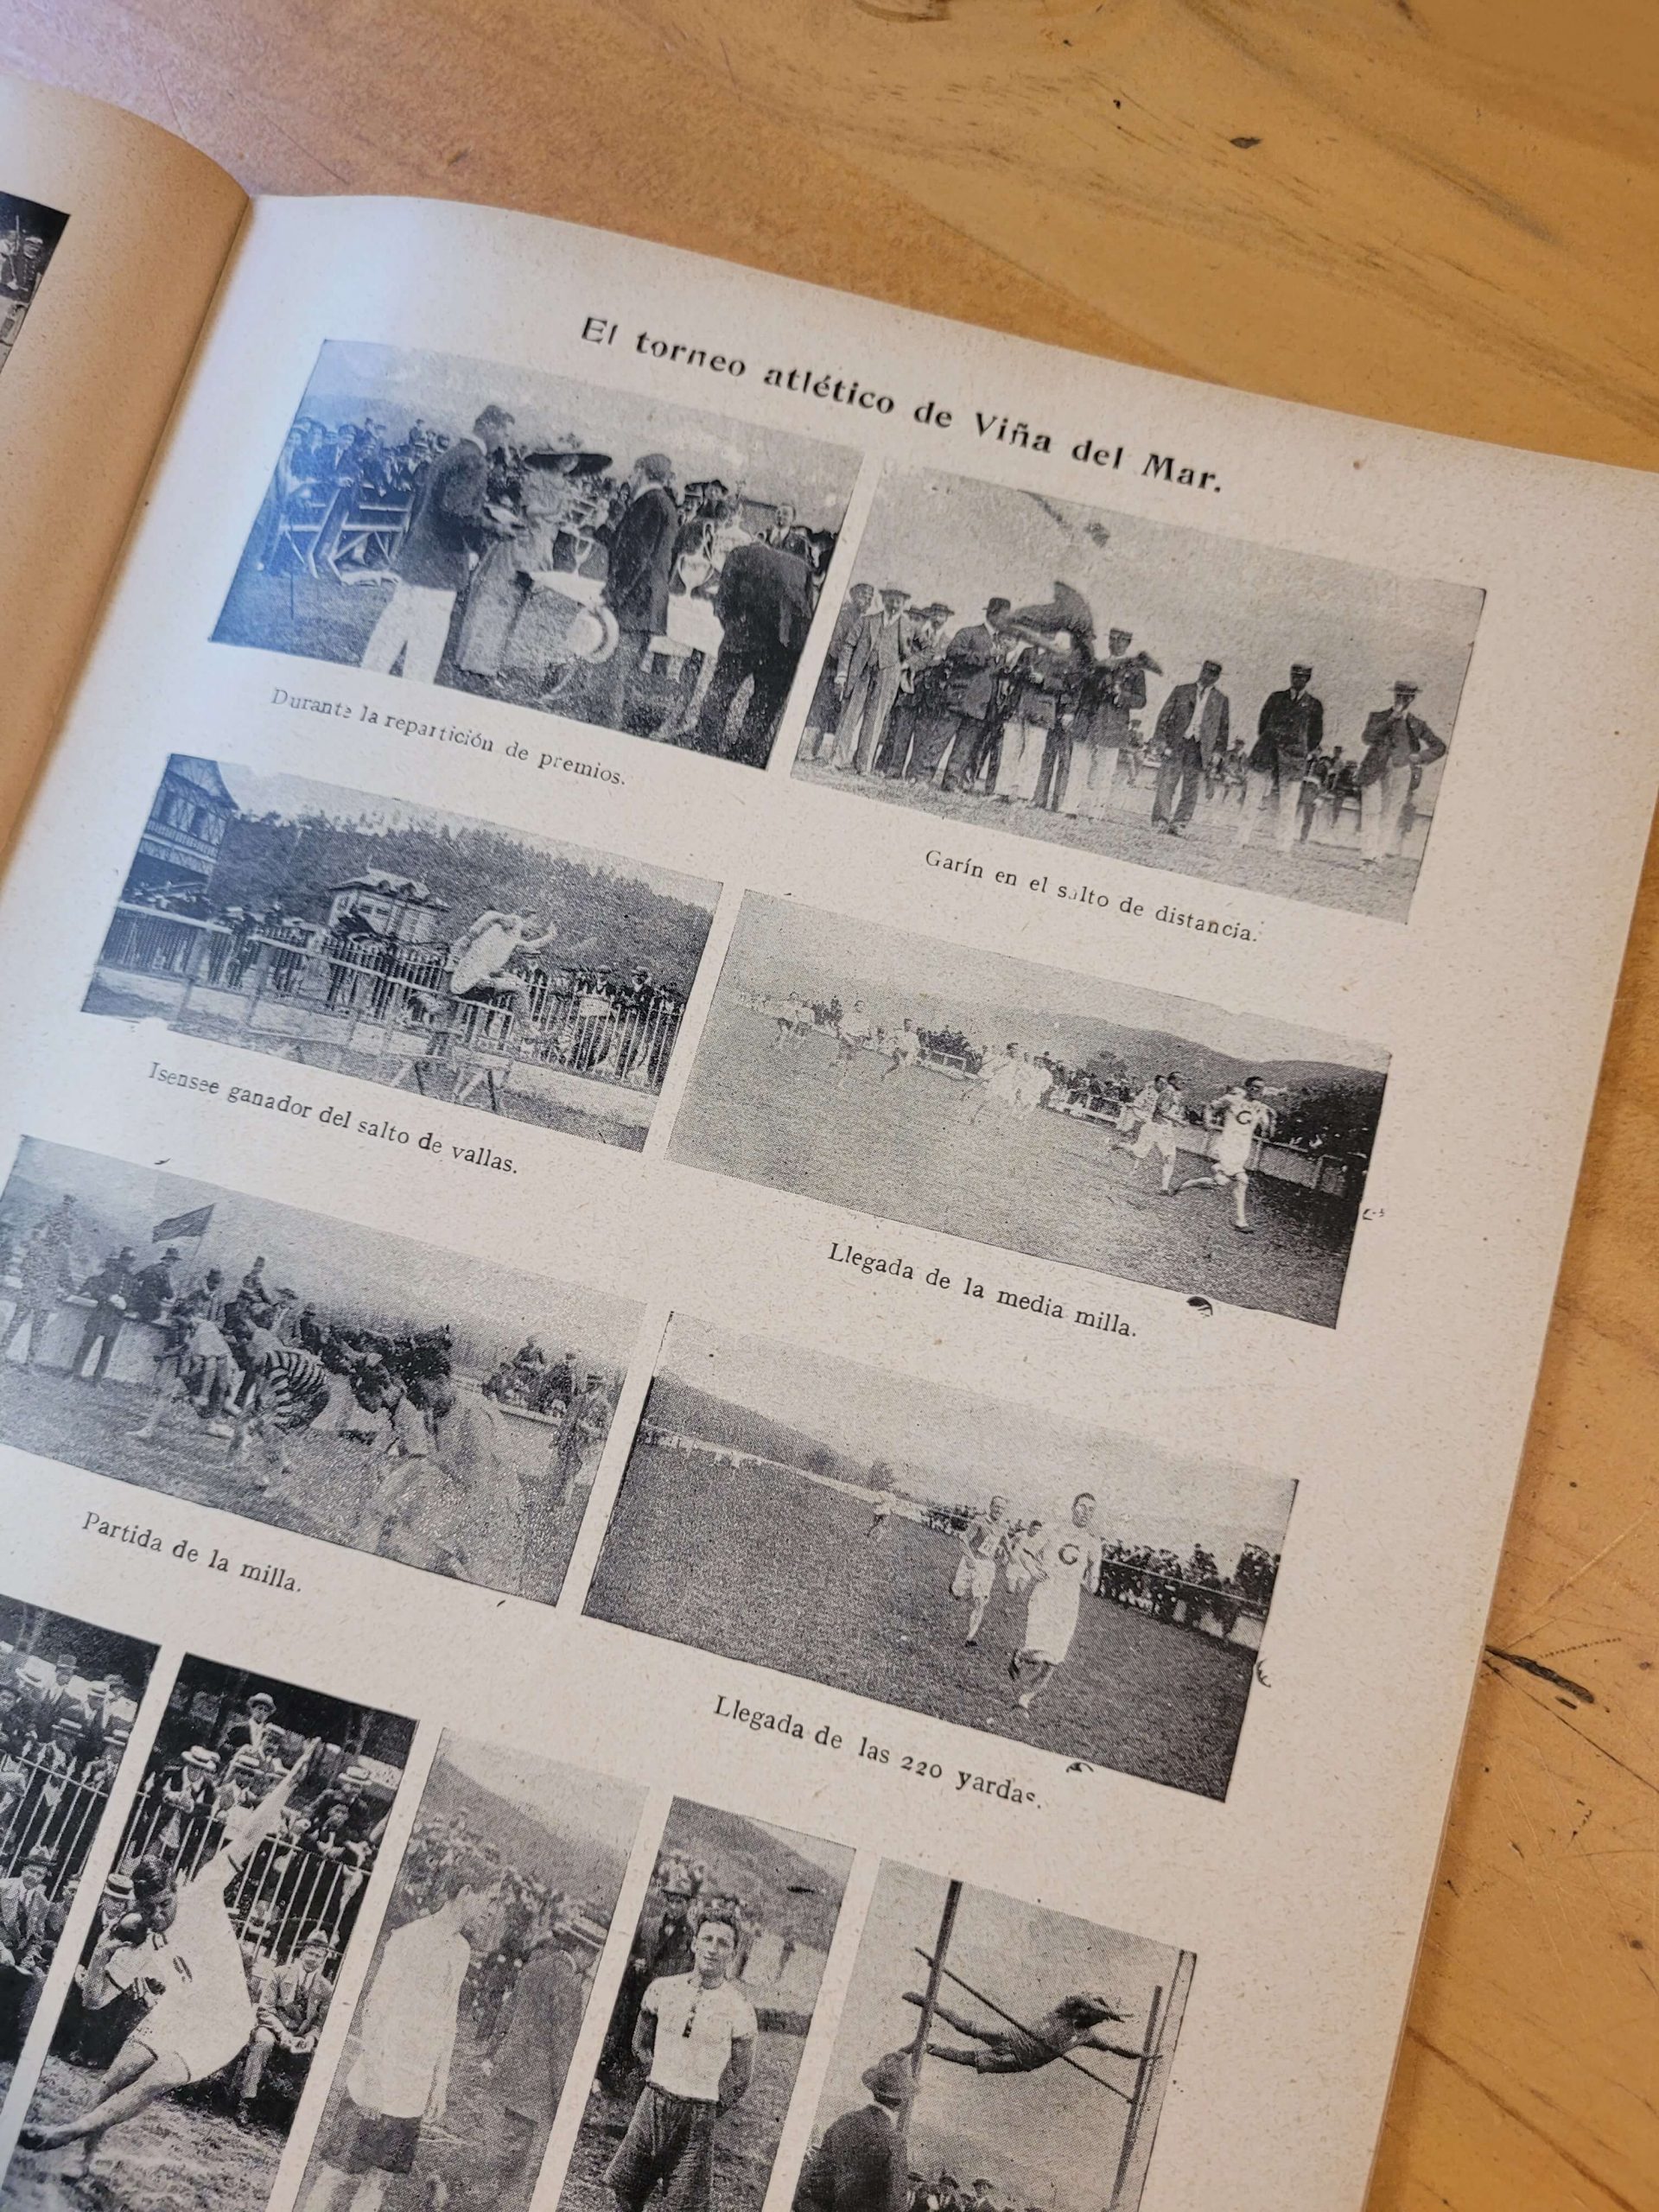 El torneo atlético de Viña del Mar.
Durante la repartición de premios.
Garín en el salto de distancia.
Isensee ganador del salto de vallas.
Llegada de la media milla.
Partida de la milla.
Llegada de las 220 yardas.
G
G